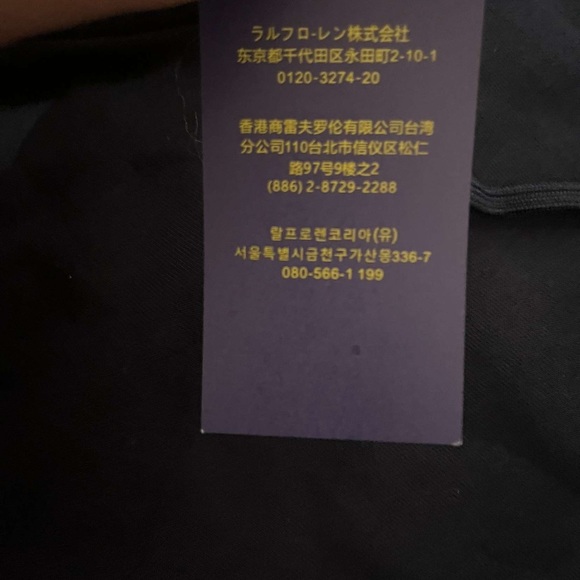 ラルフロ-レン株式会社
东京都千代田区永田町2-10-1
0120-3274-20
香港商雷夫罗伦有限公司台湾
分公司110台北市信仪区松仁
路97号9楼之2
(886) 2-8729-2288
랄프로렌코리아(유)
서울특별시금천구가산몽336-7
080-566-1 199